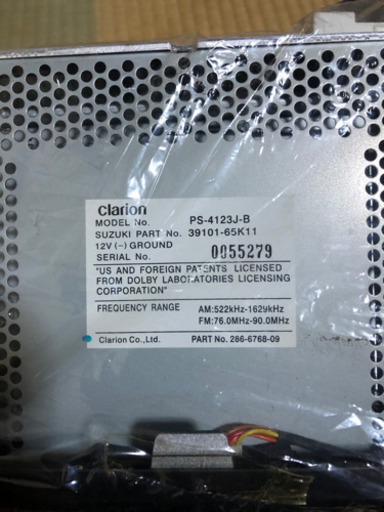 clarion
MODEL No. PS-4123J-B
SUZUKI PART No. 39101-65K11
12V (-) GROUND
SERIAL No. 0055279
"US AND FOREIGN PATENTS LICENSED
FROM DOLBY LABORATORIES LICENSING
CORPORATION"
FREQUENCY RANGE AM:522kHz-1629kHz
FM:76.0MHz-90.0MHz
Clarion Co.,Ltd. PART No. 286-6768-09